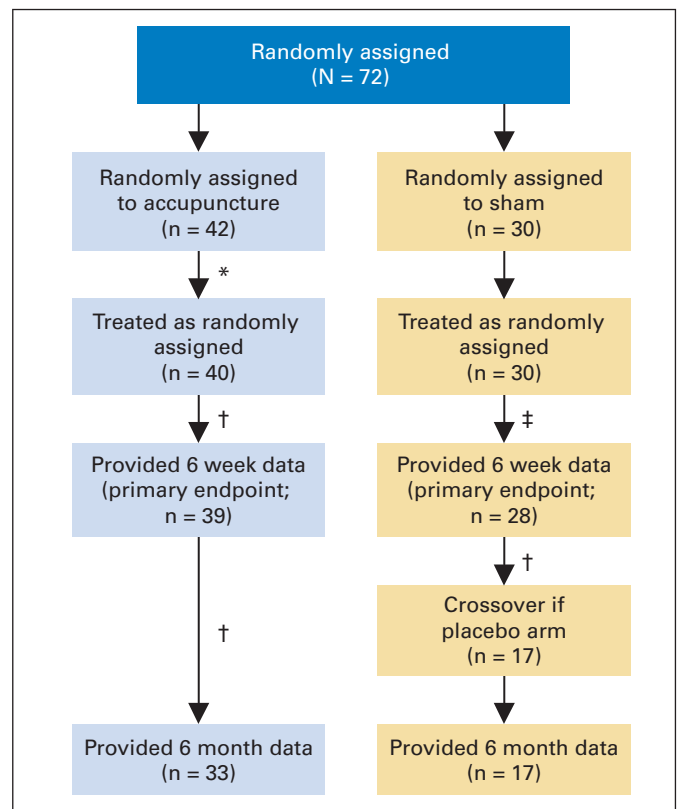 Randomly assigned
(N = 72)
Randomly assigned
to accupuncture
(n = 42)
Randomly assigned
to sham
(n = 30)
*
Treated as randomly
assigned
(n = 40)
Treated as randomly
assigned
(n = 30)
†
‡
Provided 6 week data
(primary endpoint;
n = 39)
Provided 6 week data
(primary endpoint;
n = 28)
†
†
Crossover if
placebo arm
(n = 17)
Provided 6 month data
(n = 33)
Provided 6 month data
(n = 17)